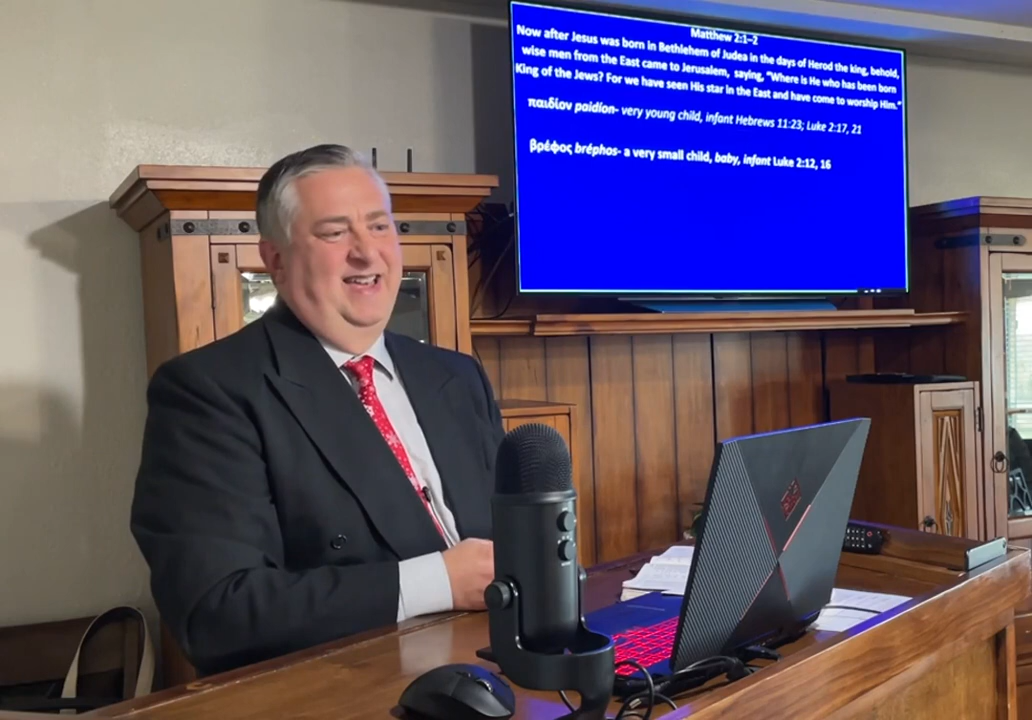 Matthew 2:1–2
Now after Jesus was born in Bethlehem of Judea in the days of Herod the king, behold,
wise men from the East came to Jerusalem, saying, "Where is He who has been born
King of the Jews? For we have seen His star in the East and have come to worship Him."
παιδίον paidíon- very young child, infant Hebrews 11:23; Luke 2:17, 21
βρέφος bréphos- a very small child, baby, infant Luke 2:12, 16